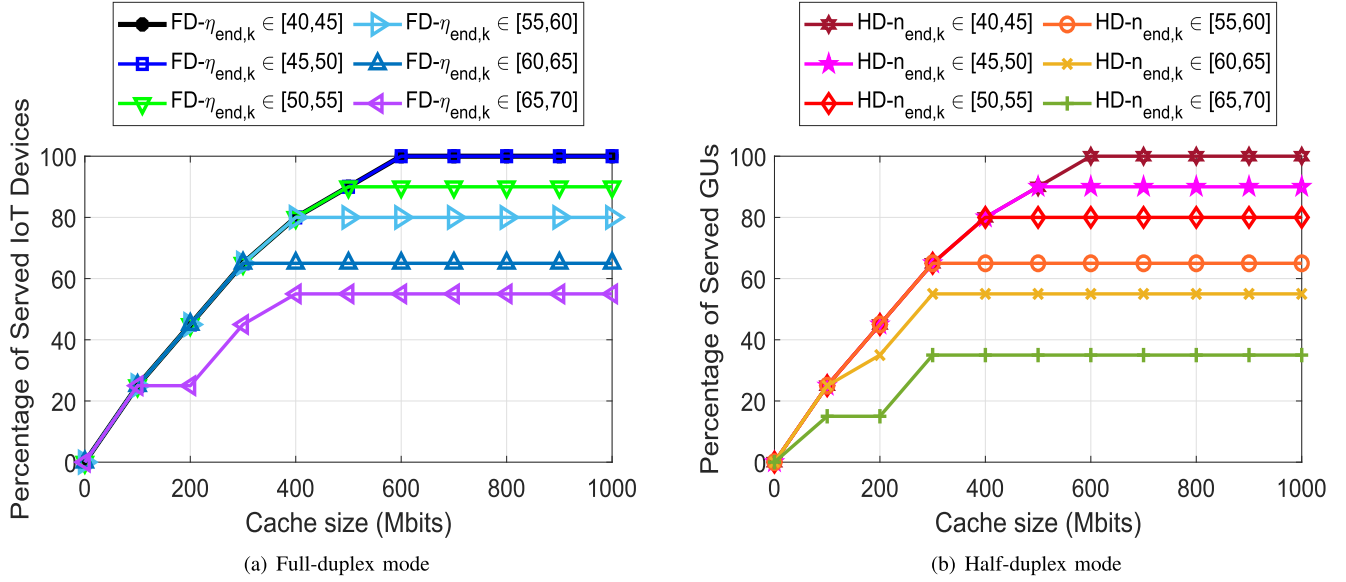 FD-η_end,k ∈ [40,45] FD-η_end,k ∈ [55,60]
FD-η_end,k ∈ [45,50] FD-η_end,k ∈ [60,65]
FD-η_end,k ∈ [50,55] FD-η_end,k ∈ [65,70]
Percentage of Served IoT Devices
100
80
60
40
20
0
0 200 400 600 800 1000
Cache size (Mbits)
(a) Full-duplex mode
HD-n_end,k ∈ [40,45] HD-n_end,k ∈ [55,60]
HD-n_end,k ∈ [45,50] HD-n_end,k ∈ [60,65]
HD-n_end,k ∈ [50,55] HD-n_end,k ∈ [65,70]
Percentage of Served GUs
100
80
60
40
20
0
0 200 400 600 800 1000
Cache size (Mbits)
(b) Half-duplex mode